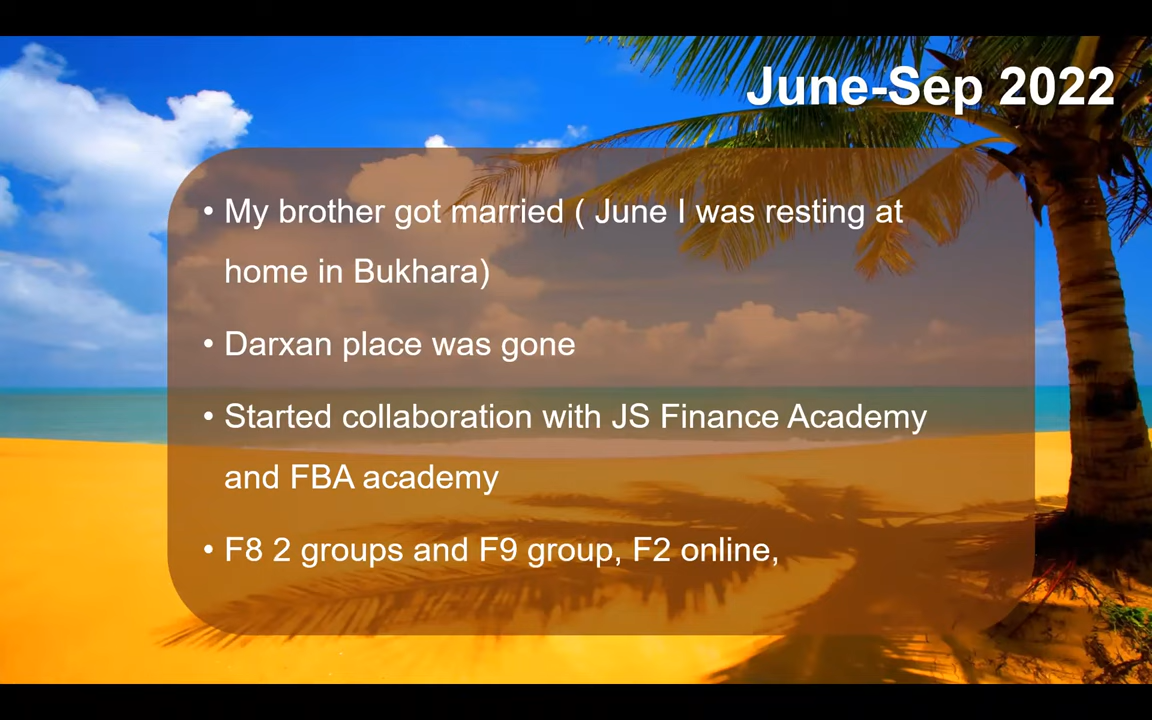 June-Sep 2022
• My brother got married ( June I was resting at
home in Bukhara)
• Darxan place was gone
• Started collaboration with JS Finance Academy
and FBA academy
• F8 2 groups and F9 group, F2 online,